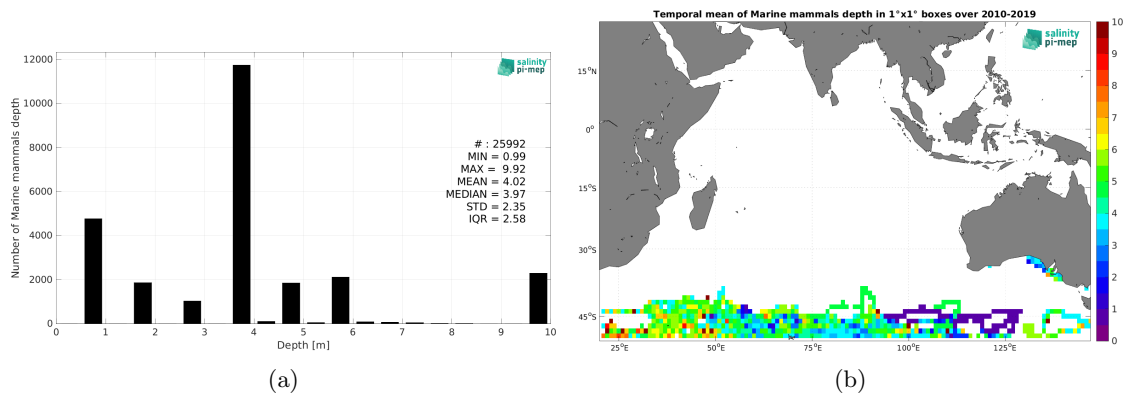 salinity
pi-mep
Number of Marine mammals depth
12000
10000
8000
6000
4000
2000
0
# : 25992
MIN = 0.99
MAX = 9.92
MEAN = 4.02
MEDIAN = 3.97
STD = 2.35
IQR = 2.58
0 1 2 3 4 5 6 7 8 9 10
Depth [m]
(a)
Temporal mean of Marine mammals depth in 1°x1° boxes over 2010-2019
salinity
pi-mep
15°N
0°
15°S
30°S
45°S
25°E 50°E 75°E 100°E 125°E
10
9
8
7
6
5
4
3
2
1
0
(b)